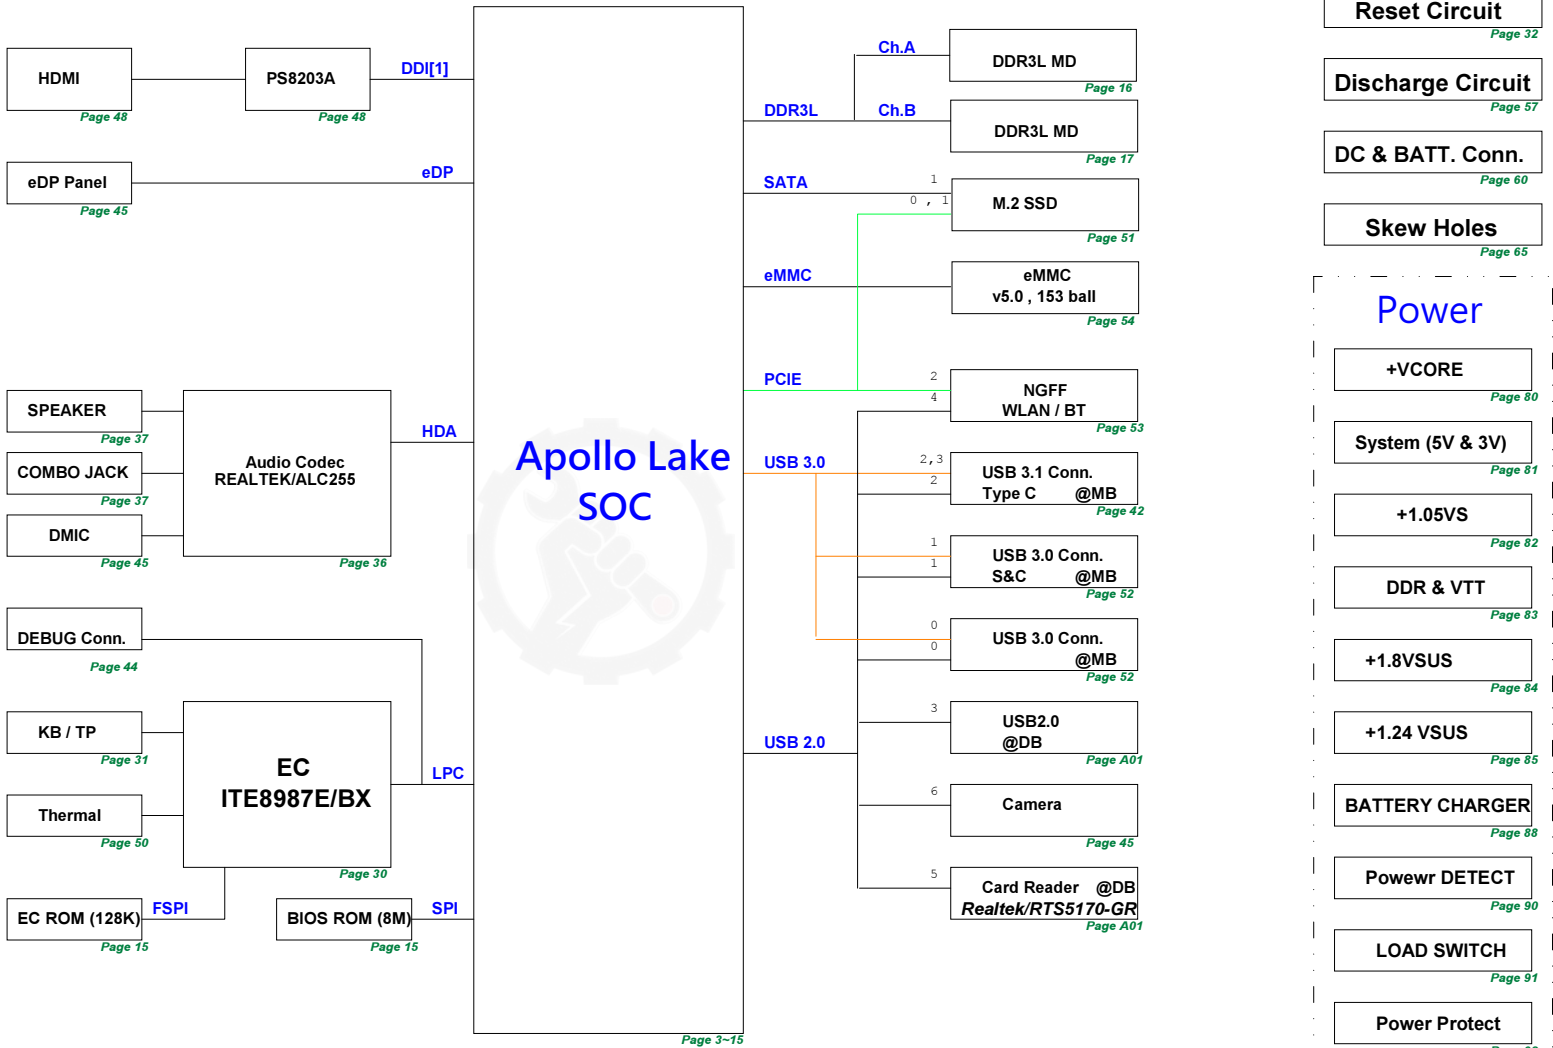 HDMI
Page 48
PS8203A
Page 48
DDI[1]
eDP Panel
Page 45
eDP
SPEAKER
Page 37
COMBO JACK
Page 37
DMIC
Page 45
Audio Codec
REALTEK/ALC255
Page 36
HDA
DEBUG Conn.
Page 44
KB / TP
Page 31
Thermal
Page 50
EC
ITE8987E/BX
Page 30
LPC
EC ROM (128K)
Page 15
FSPI
BIOS ROM (8M)
Page 15
SPI
Apollo Lake
SOC
Page 3~15
DDR3L
Ch.A
DDR3L MD
Page 16
Ch.B
DDR3L MD
Page 17
SATA
1
0 , 1
M.2 SSD
Page 51
eMMC
eMMC
v5.0 , 153 ball
Page 54
PCIE
2
4
NGFF
WLAN / BT
Page 53
USB 3.0
2,3
2
USB 3.1 Conn.
Type C @MB
Page 42
1
1
USB 3.0 Conn.
S&C @MB
Page 52
0
0
USB 3.0 Conn.
@MB
Page 52
USB 2.0
3
USB2.0
@DB
Page A01
6
Camera
Page 45
5
Card Reader @DB
Realtek/RTS5170-GR
Page A01
Reset Circuit
Page 32
Discharge Circuit
Page 57
DC & BATT. Conn.
Page 60
Skew Holes
Page 65
Power
+VCORE
Page 80
System (5V & 3V)
Page 81
+1.05VS
Page 82
DDR & VTT
Page 83
+1.8VSUS
Page 84
+1.24 VSUS
Page 85
BATTERY CHARGER
Page 88
Powewr DETECT
Page 90
LOAD SWITCH
Page 91
Power Protect